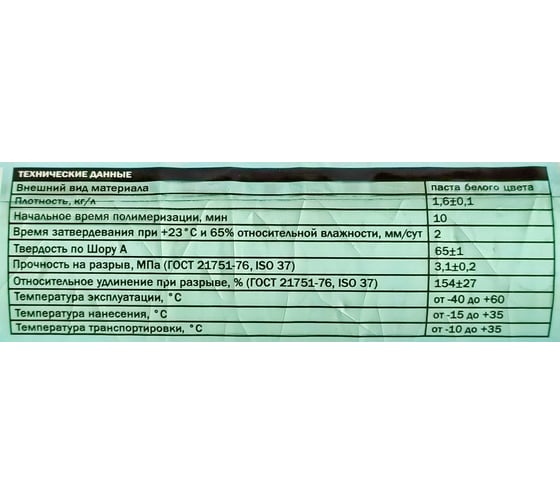 ТЕХНИЧЕСКИЕ ДАННЫЕ
Внешний вид материала паста белого цвета
Плотность, кг/л 1,6±0,1
Начальное время полимеризации, мин 10
Время затвердевания при +23°С и 65% относительной влажности, мм/сут 2
Твердость по Шору А 65±1
Прочность на разрыв, МПа (ГОСТ 21751-76, ISO 37) 3,1±0,2
Относительное удлинение при разрыве, % (ГОСТ 21751-76, ISO 37) 154±27
Температура эксплуатации, °С от -40 до +60
Температура нанесения, °С от -15 до +35
Температура транспортировки, °С от -10 до +35